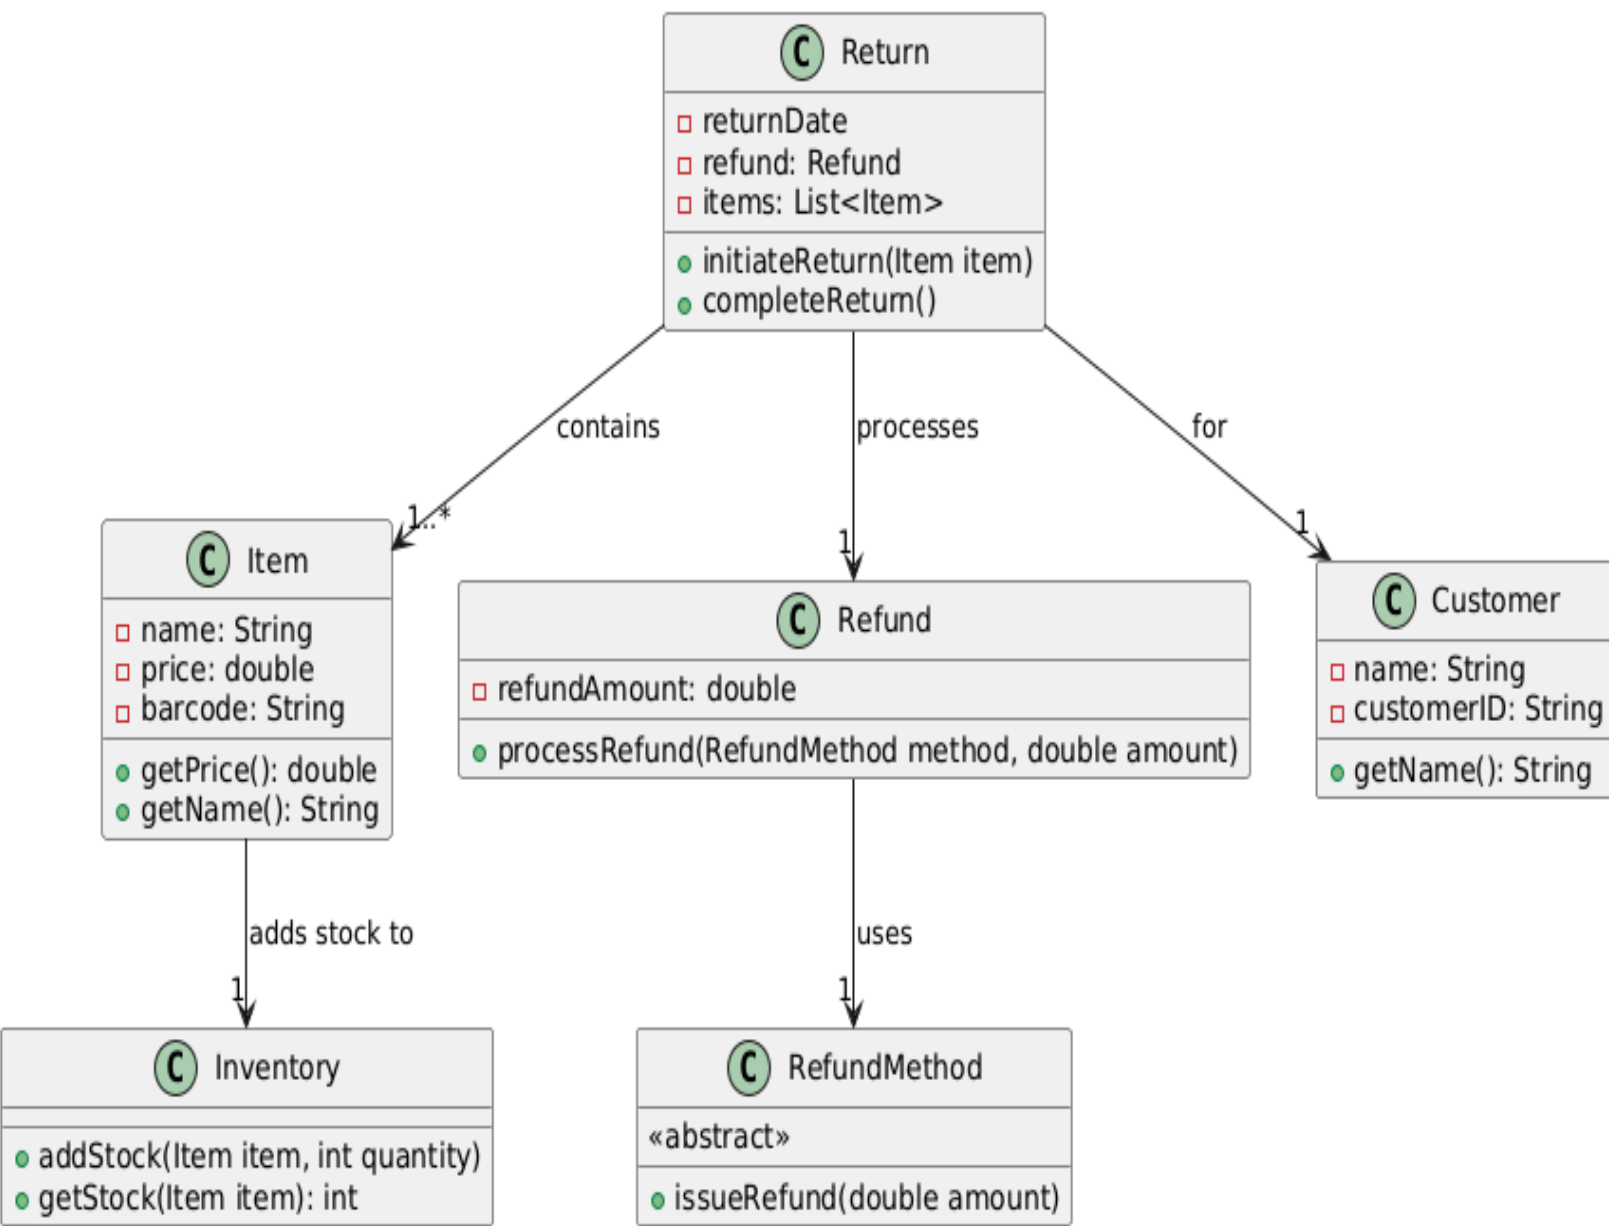 C Return
returnDate
refund: Refund
items: List<Item>
initiateReturn(Item item)
completeReturn()
contains
processes
for
1..*
1
1
C Item
name: String
price: double
barcode: String
getPrice(): double
getName(): String
C Refund
refundAmount: double
processRefund(RefundMethod method, double amount)
C Customer
name: String
customerID: String
getName(): String
adds stock to
uses
1
1
C Inventory
addStock(Item item, int quantity)
getStock(Item item): int
C RefundMethod
«abstract»
issueRefund(double amount)